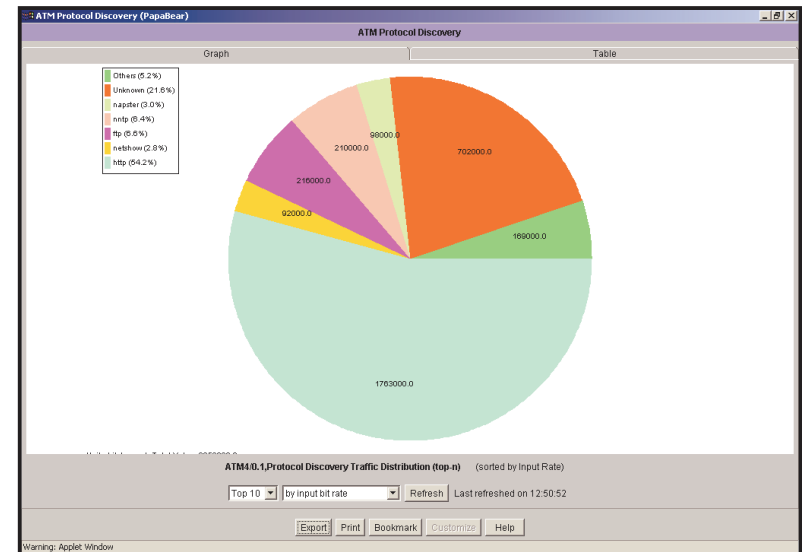 ATM Protocol Discovery (PapaBear)
ATM Protocol Discovery
Graph
Table
Others (5.2%)
Unknown (21.6%)
napster (3.0%)
nntp (6.4%)
ftp (6.6%)
netshow (2.8%)
http (54.2%)
98000.0
210000.0
702000.0
216000.0
92000.0
169000.0
1763000.0
ATM4/0.1,Protocol Discovery Traffic Distribution (top-n) (sorted by Input Rate)
Top 10 by input bit rate Refresh Last refreshed on 12:50:52
Export Print Bookmark Customize Help
Warning: Applet Window